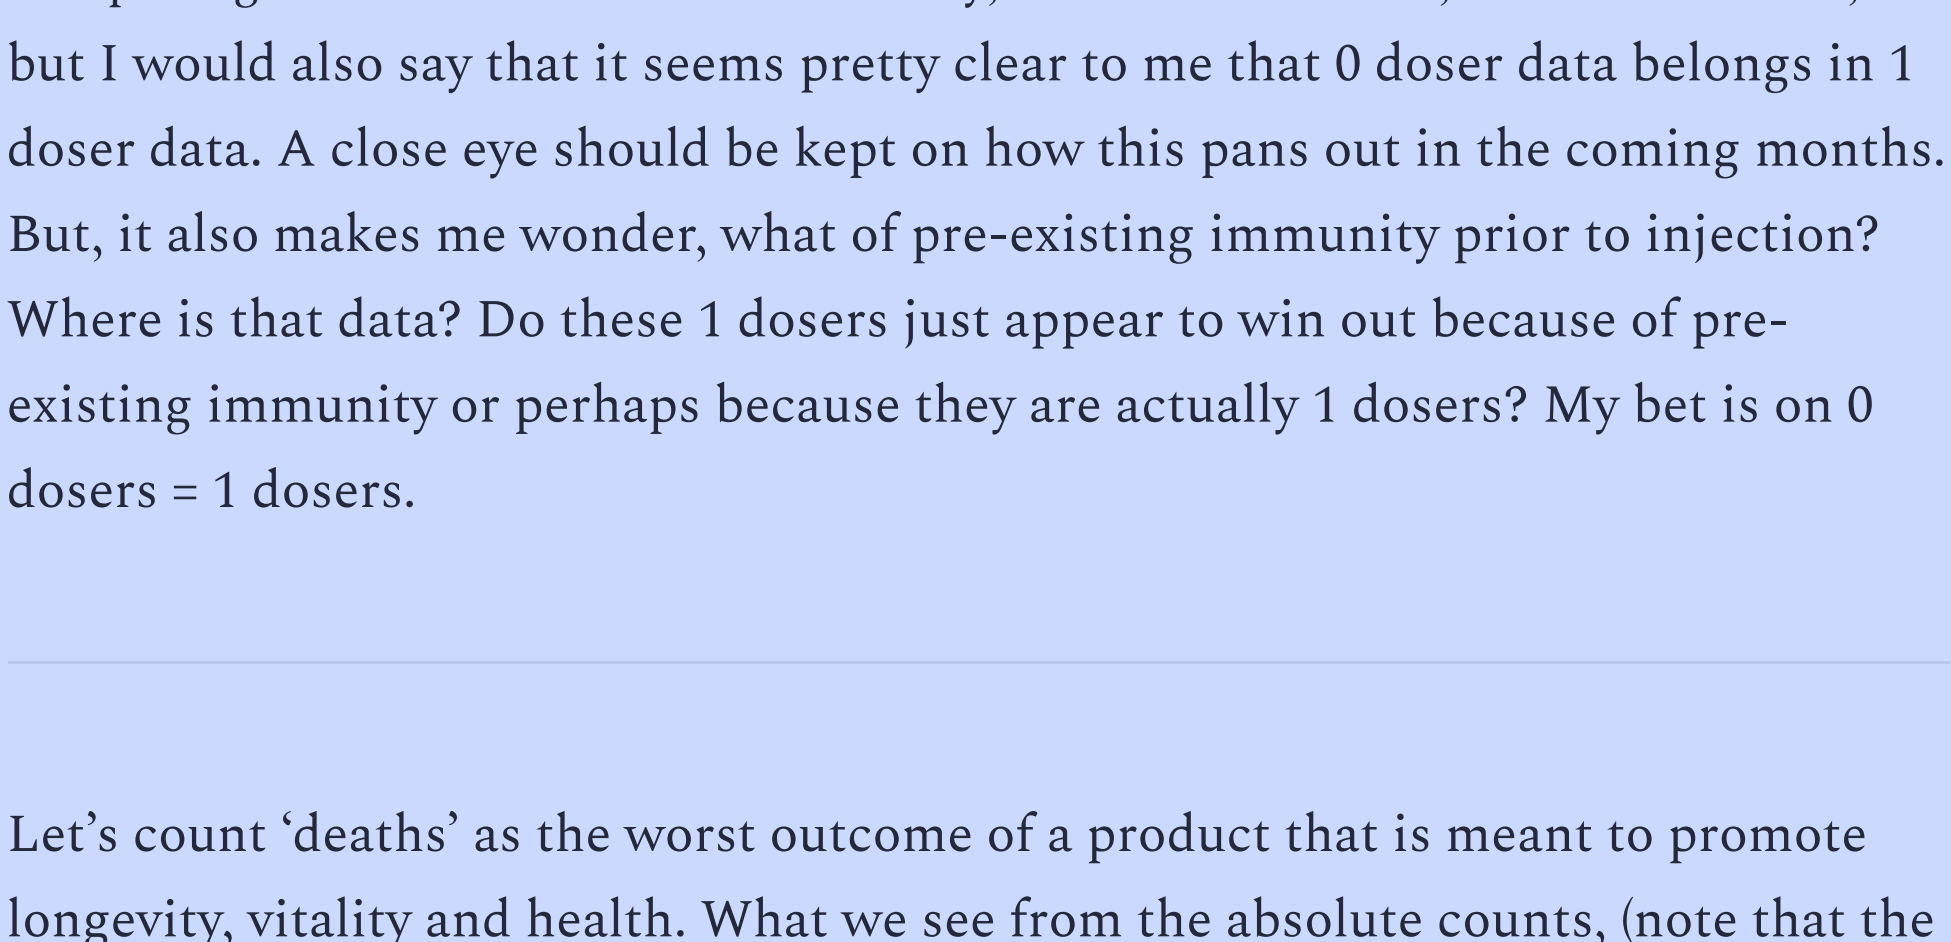 but I would also say that it seems pretty clear to me that 0 doser data belongs in 1
doser data. A close eye should be kept on how this pans out in the coming months.
But, it also makes me wonder, what of pre-existing immunity prior to injection?
Where is that data? Do these 1 dosers just appear to win out because of pre-
existing immunity or perhaps because they are actually 1 dosers? My bet is on 0
dosers = 1 dosers.
Let’s count ‘deaths’ as the worst outcome of a product that is meant to promote
longevity, vitality and health. What we see from the absolute counts, (note that the